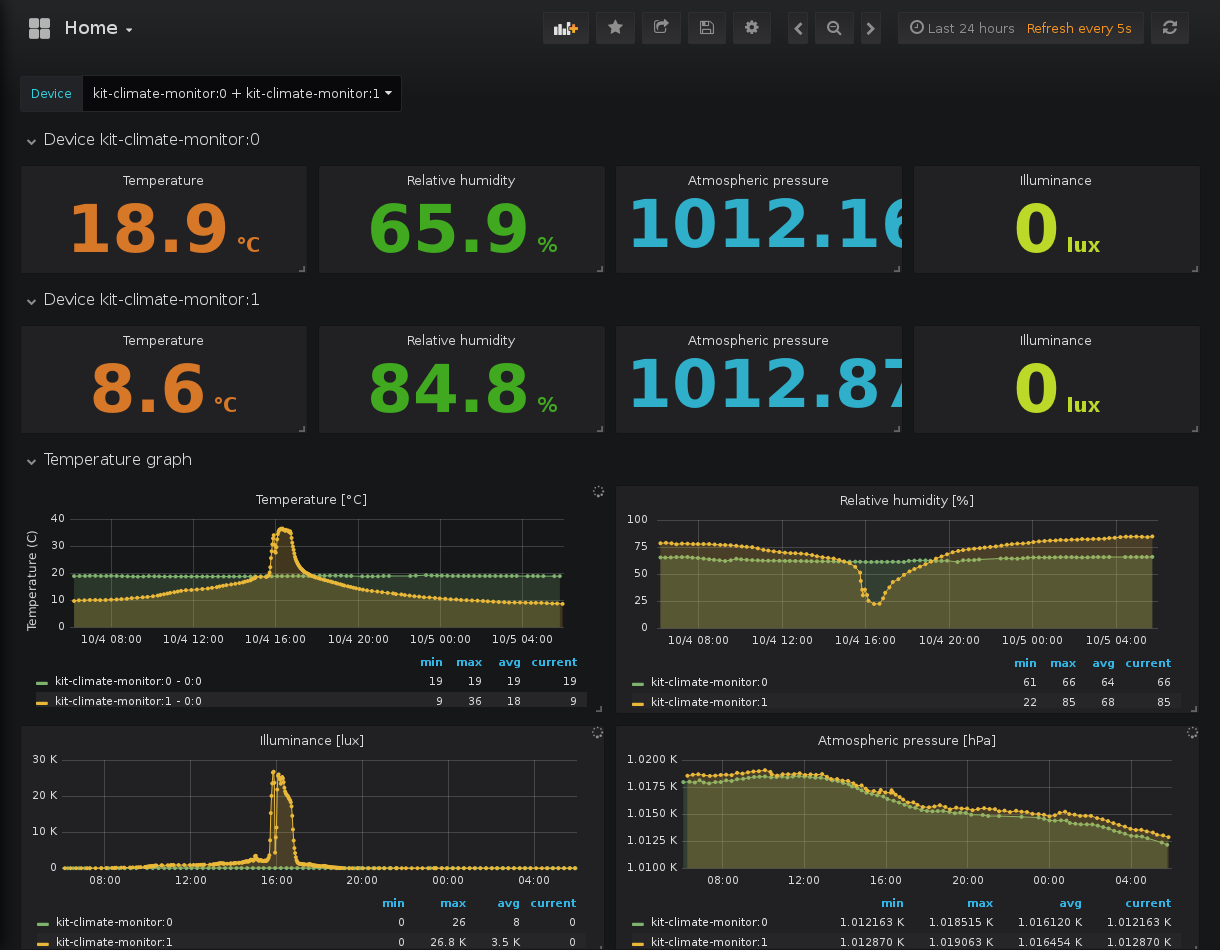 Home
Last 24 hours Refresh every 5s
Device kit-climate-monitor:0 + kit-climate-monitor:1
Device kit-climate-monitor:0
Temperature Relative humidity Atmospheric pressure Illuminance
18.9 °C 65.9 % 1012.16 0 lux
Device kit-climate-monitor:1
Temperature Relative humidity Atmospheric pressure Illuminance
8.6 °C 84.8 % 1012.87 0 lux
Temperature graph
Temperature [°C]
Temperature (C)
40
30
20
10
0
10/4 08:00 10/4 12:00 10/4 16:00 10/4 20:00 10/5 00:00 10/5 04:00
min max avg current
kit-climate-monitor:0 - 0:0 19 19 19 19
kit-climate-monitor:1 - 0:0 9 36 18 9
Relative humidity [%]
100
75
50
25
0
10/4 08:00 10/4 12:00 10/4 16:00 10/4 20:00 10/5 00:00 10/5 04:00
min max avg current
kit-climate-monitor:0 61 66 64 66
kit-climate-monitor:1 22 85 68 85
Illuminance [lux]
30 K
20 K
10 K
0
08:00 12:00 16:00 20:00 00:00 04:00
min max avg current
kit-climate-monitor:0 0 26 8 0
kit-climate-monitor:1 0 26.8 K 3.5 K 0
Atmospheric pressure [hPa]
1.0200 K
1.0175 K
1.0150 K
1.0125 K
1.0100 K
08:00 12:00 16:00 20:00 00:00 04:00
min max avg current
kit-climate-monitor:0 1.012163 K 1.018515 K 1.016120 K 1.012163 K
kit-climate-monitor:1 1.012870 K 1.019063 K 1.016454 K 1.012870 K